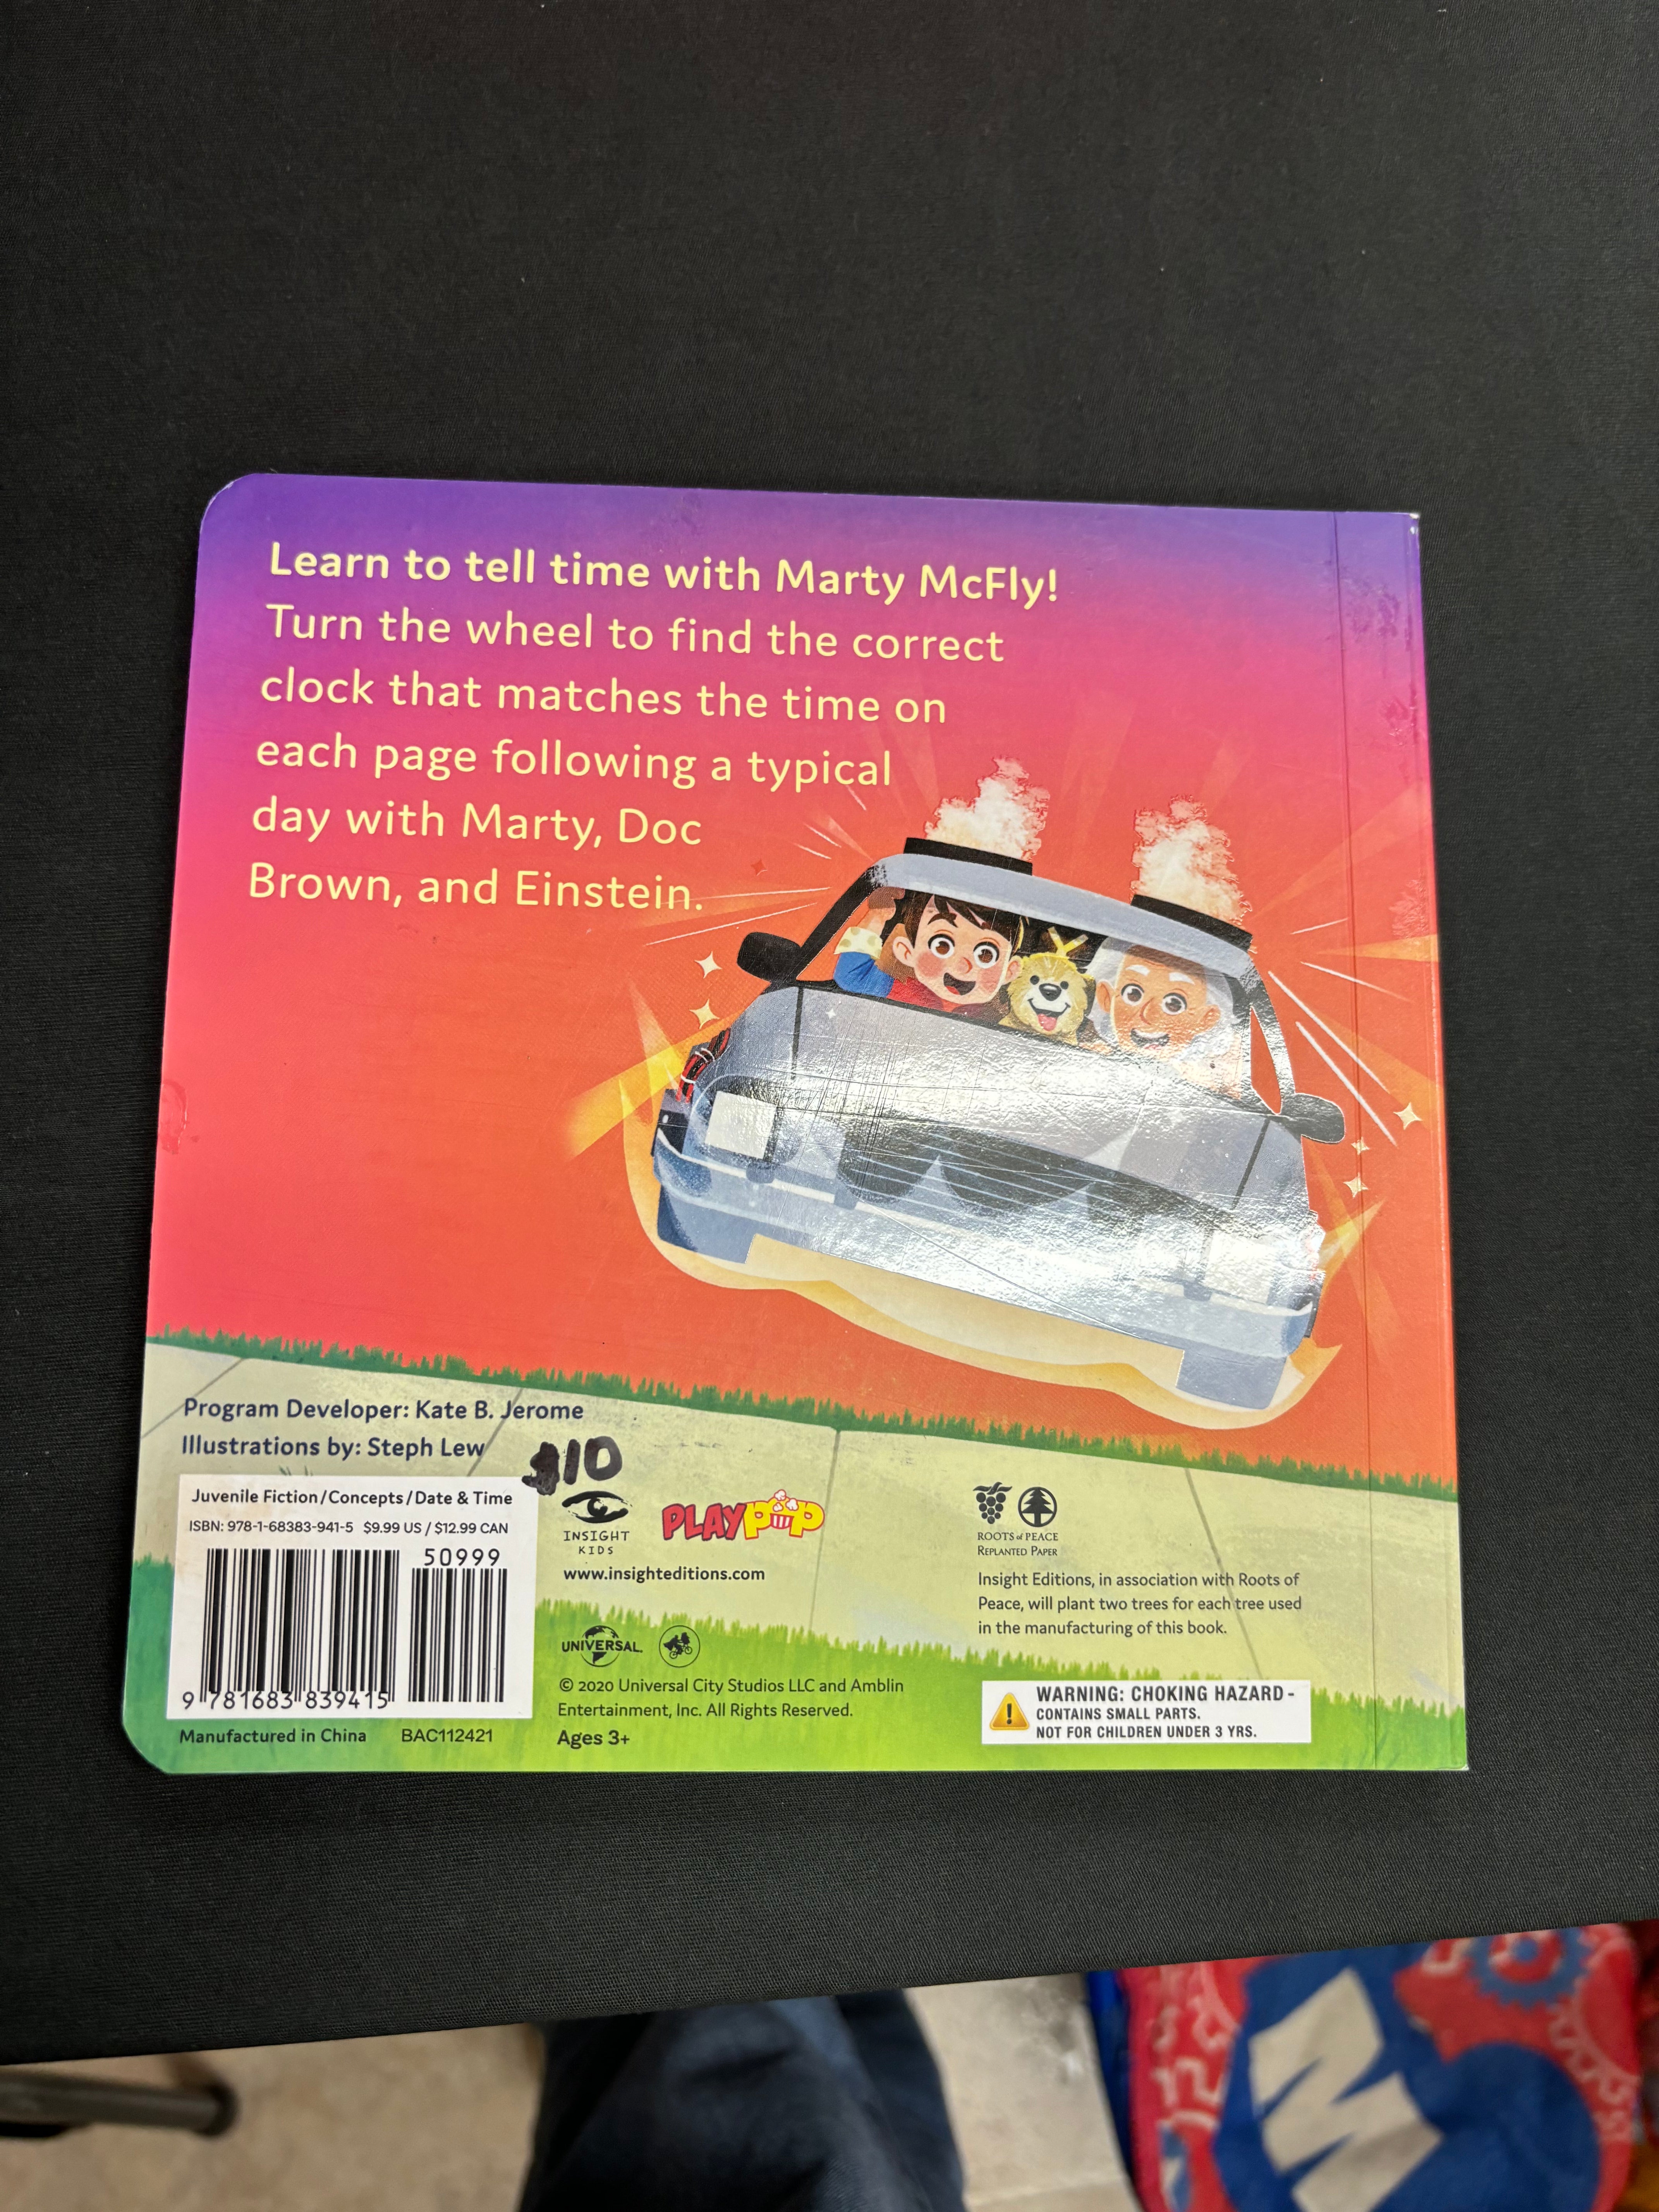 Learn to tell time with Marty McFly!
Turn the wheel to find the correct
clock that matches the time on
each page following a typical
day with Marty, Doc
Brown, and Einstein.
Program Developer: Kate B. Jerome
Illustrations by: Steph Lew
$10
Juvenile Fiction/Concepts/Date & Time
ISBN: 978-1-68383-941-5 $9.99 US / $12.99 CAN
50999
9 781683 839415
Manufactured in China BAC112421
INSIGHT
KIDS
PLAYPOP
www.insighteditions.com
UNIVERSAL
© 2020 Universal City Studios LLC and Amblin
Entertainment, Inc. All Rights Reserved.
Ages 3+
ROOTS of PEACE
REPLANTED PAPER
Insight Editions, in association with Roots of
Peace, will plant two trees for each tree used
in the manufacturing of this book.
WARNING: CHOKING HAZARD -
CONTAINS SMALL PARTS.
NOT FOR CHILDREN UNDER 3 YRS.